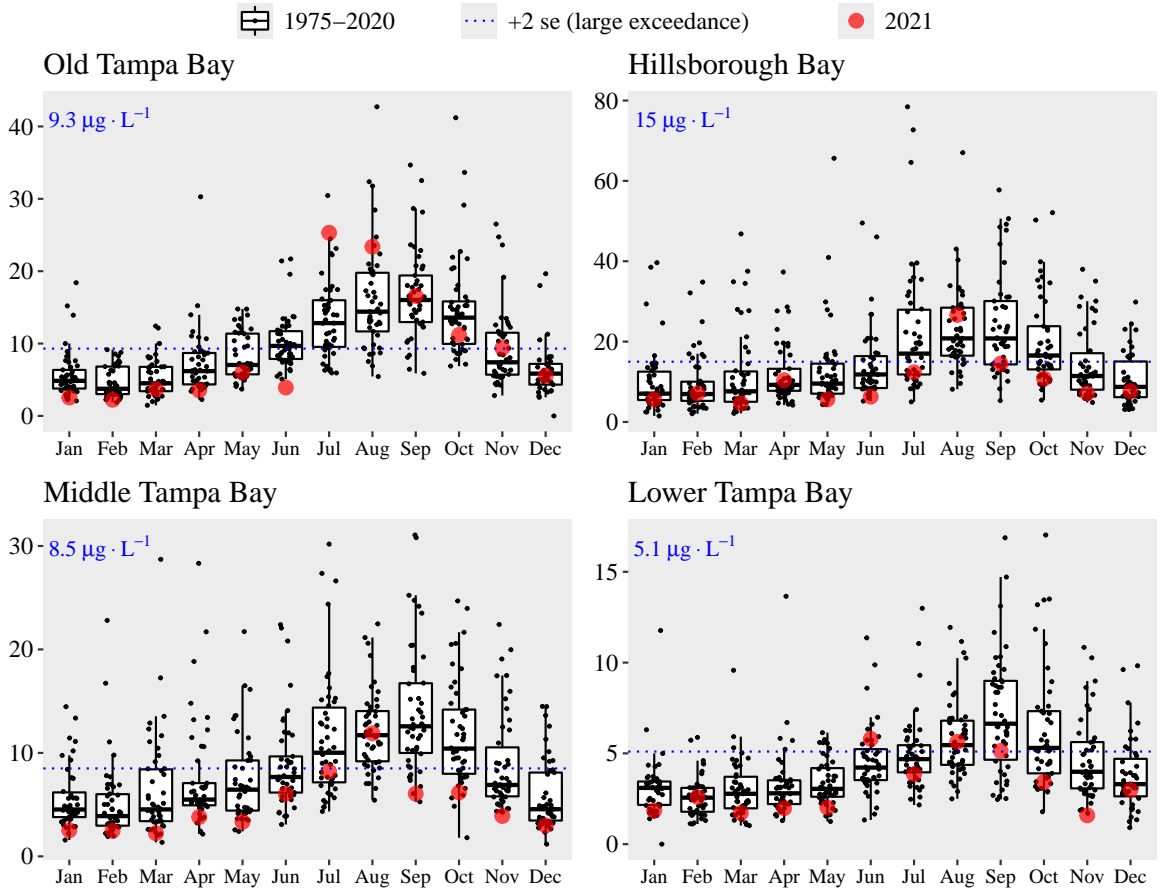 1975−2020 +2 se (large exceedance) 2021
Old Tampa Bay
9.3 μg · L⁻¹
40
30
20
10
0
Jan Feb Mar Apr May Jun Jul Aug Sep Oct Nov Dec
Hillsborough Bay
15 μg · L⁻¹
80
60
40
20
0
Jan Feb Mar Apr May Jun Jul Aug Sep Oct Nov Dec
Middle Tampa Bay
8.5 μg · L⁻¹
30
20
10
0
Jan Feb Mar Apr May Jun Jul Aug Sep Oct Nov Dec
Lower Tampa Bay
5.1 μg · L⁻¹
15
10
5
0
Jan Feb Mar Apr May Jun Jul Aug Sep Oct Nov Dec